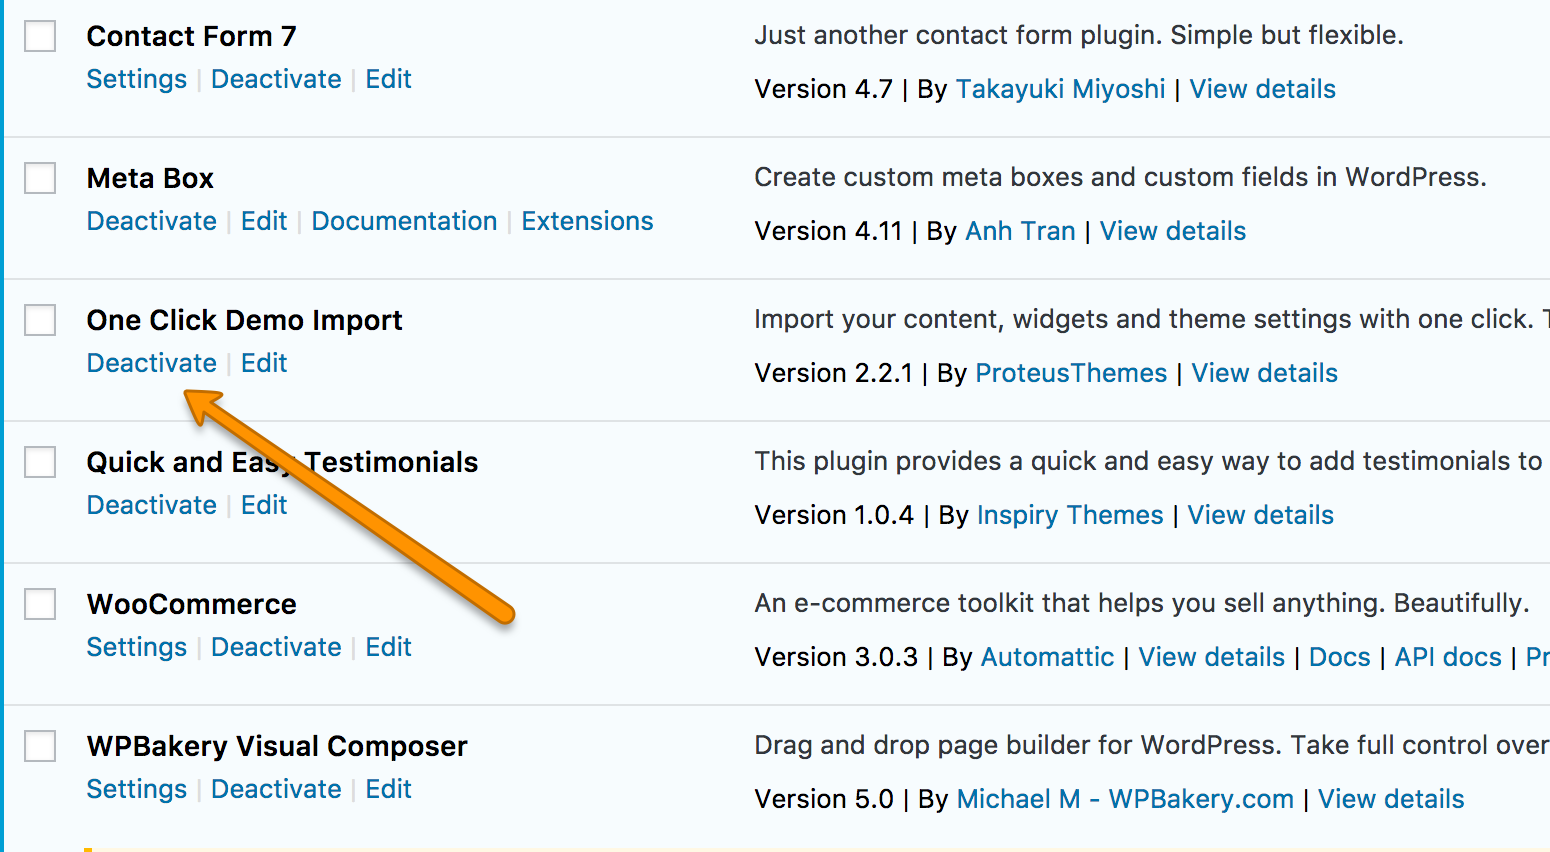 Contact Form 7
Just another contact form plugin. Simple but flexible.
Settings | Deactivate | Edit
Version 4.7 | By Takayuki Miyoshi | View details
Meta Box
Create custom meta boxes and custom fields in WordPress.
Deactivate | Edit | Documentation | Extensions
Version 4.11 | By Anh Tran | View details
One Click Demo Import
Import your content, widgets and theme settings with one click.
Deactivate | Edit
Version 2.2.1 | By ProteusThemes | View details
Quick and Easy Testimonials
This plugin provides a quick and easy way to add testimonials to
Deactivate | Edit
Version 1.0.4 | By Inspiry Themes | View details
WooCommerce
An e-commerce toolkit that helps you sell anything. Beautifully.
Settings | Deactivate | Edit
Version 3.0.3 | By Automattic | View details | Docs | API docs |
WPBakery Visual Composer
Drag and drop page builder for WordPress. Take full control over
Settings | Deactivate | Edit
Version 5.0 | By Michael M - WPBakery.com | View details